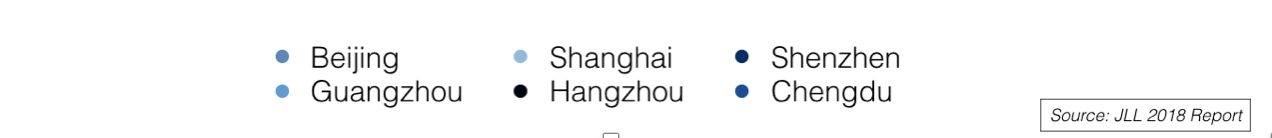 Beijing Shanghai Shenzhen
Guangzhou Hangzhou Chengdu
Source: JLL 2018 Report